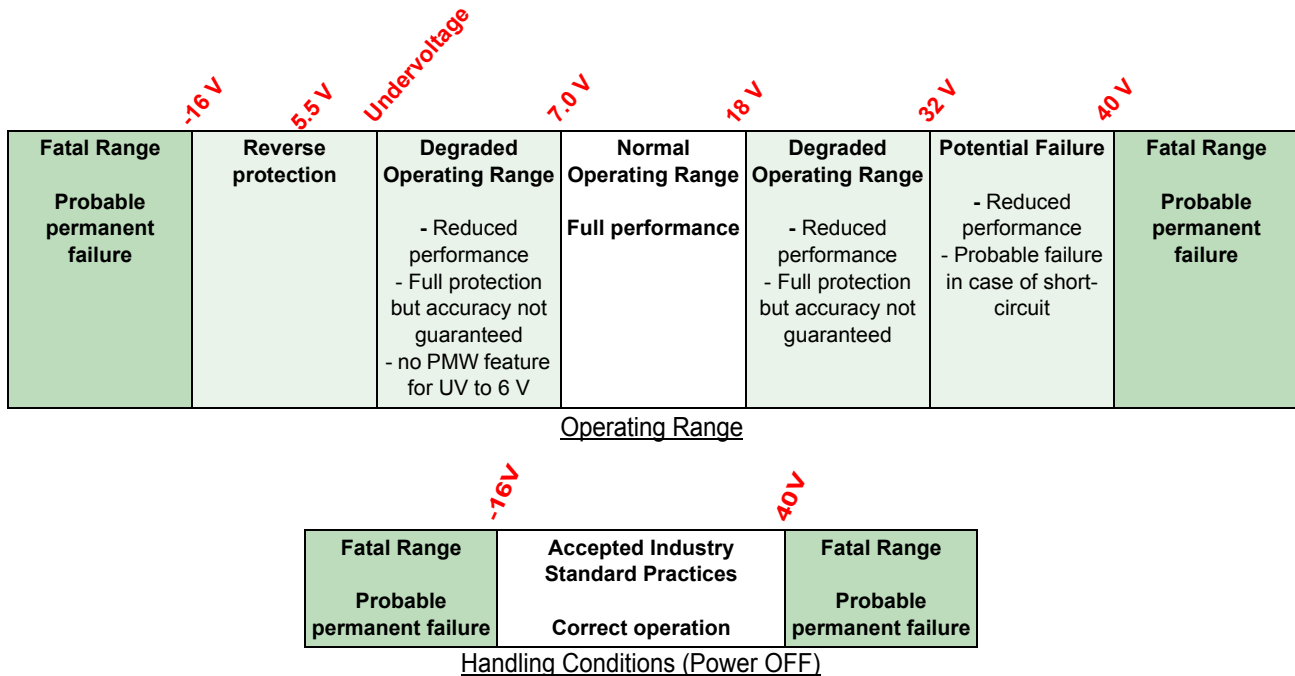 -16 V
5.5 V
Undervoltage
7.0 V
18 V
32 V
40 V
Fatal Range
Probable
permanent
failure
Reverse
protection
Degraded
Operating Range
- Reduced
performance
- Full protection
but accuracy not
guaranteed
- no PMW feature
for UV to 6 V
Normal
Operating Range
Full performance
Degraded
Operating Range
- Reduced
performance
- Full protection
but accuracy not
guaranteed
Potential Failure
- Reduced
performance
- Probable failure
in case of short-
circuit
Fatal Range
Probable
permanent
failure
Operating Range
-16V
40V
Fatal Range
Probable
permanent failure
Accepted Industry
Standard Practices
Correct operation
Fatal Range
Probable
permanent failure
Handling Conditions (Power OFF)